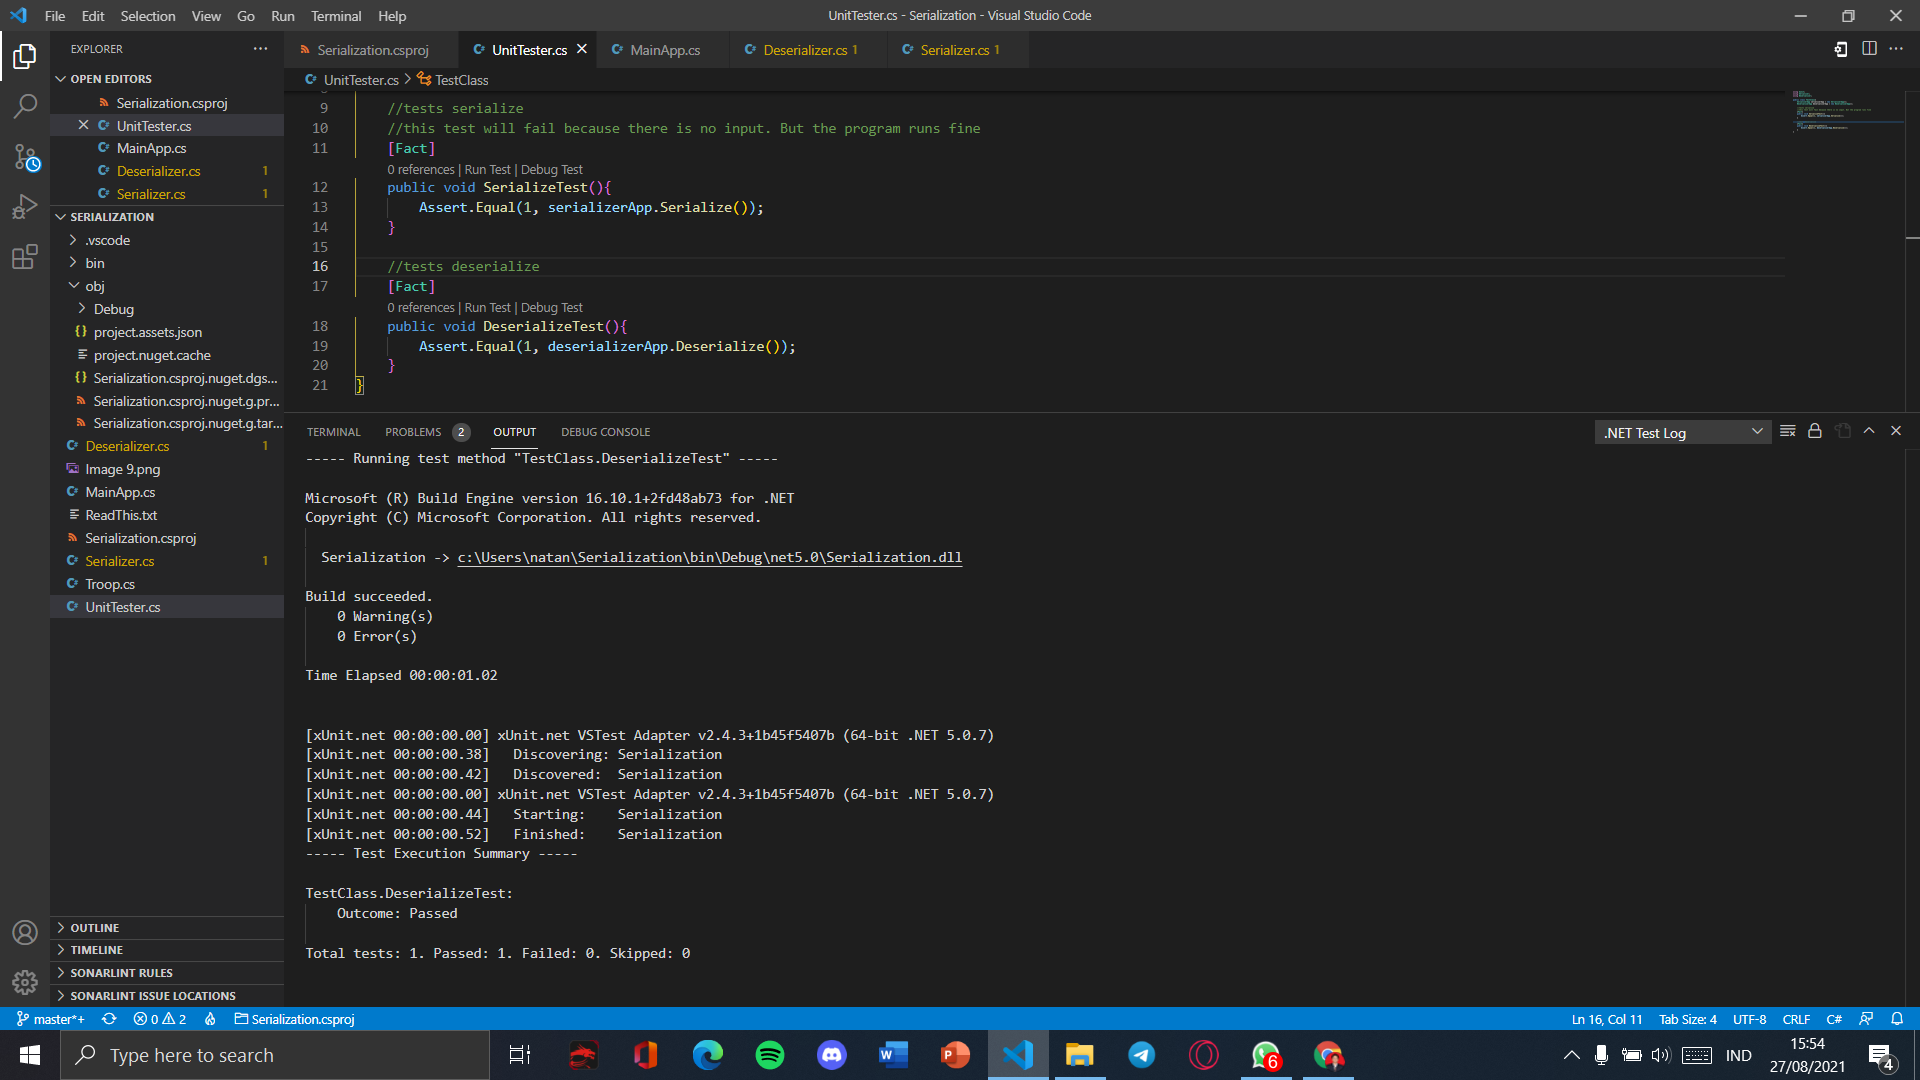 File Edit Selection View Go Run Terminal Help
UnitTester.cs - Serialization - Visual Studio Code
EXPLORER
OPEN EDITORS
Serialization.csproj
UnitTester.cs
MainApp.cs
Deserializer.cs 1
Serializer.cs 1
SERIALIZATION
.vscode
bin
obj
Debug
project.assets.json
project.nuget.cache
Serialization.csproj.nuget.dgs...
Serialization.csproj.nuget.g.pr...
Serialization.csproj.nuget.g.tar...
Deserializer.cs 1
Image 9.png
MainApp.cs
ReadThis.txt
Serialization.csproj
Serializer.cs 1
Troop.cs
UnitTester.cs
OUTLINE
TIMELINE
SONARLINT RULES
SONARLINT ISSUE LOCATIONS
Serialization.csproj UnitTester.cs MainApp.cs Deserializer.cs 1 Serializer.cs 1
UnitTester.cs > TestClass
9 //tests serialize
10 //this test will fail because there is no input. But the program runs fine
11 [Fact]
0 references | Run Test | Debug Test
12 public void SerializeTest(){
13 Assert.Equal(1, serializerApp.Serialize());
14 }
15
16 //tests deserialize
17 [Fact]
0 references | Run Test | Debug Test
18 public void DeserializeTest(){
19 Assert.Equal(1, deserializerApp.Deserialize());
20 }
21 }
TERMINAL PROBLEMS 2 OUTPUT DEBUG CONSOLE
.NET Test Log
----- Running test method "TestClass.DeserializeTest" -----
Microsoft (R) Build Engine version 16.10.1+2fd48ab73 for .NET
Copyright (C) Microsoft Corporation. All rights reserved.
Serialization -> c:\Users\natan\Serialization\bin\Debug\net5.0\Serialization.dll
Build succeeded.
0 Warning(s)
0 Error(s)
Time Elapsed 00:00:01.02
[xUnit.net 00:00:00.00] xUnit.net VSTest Adapter v2.4.3+1b45f5407b (64-bit .NET 5.0.7)
[xUnit.net 00:00:00.38] Discovering: Serialization
[xUnit.net 00:00:00.42] Discovered: Serialization
[xUnit.net 00:00:00.00] xUnit.net VSTest Adapter v2.4.3+1b45f5407b (64-bit .NET 5.0.7)
[xUnit.net 00:00:00.44] Starting: Serialization
[xUnit.net 00:00:00.52] Finished: Serialization
----- Test Execution Summary -----
TestClass.DeserializeTest:
Outcome: Passed
Total tests: 1. Passed: 1. Failed: 0. Skipped: 0
master*+ 0 2 Serialization.csproj
Ln 16, Col 11 Tab Size: 4 UTF-8 CRLF C#
Type here to search
6
IND
15:54
27/08/2021
4